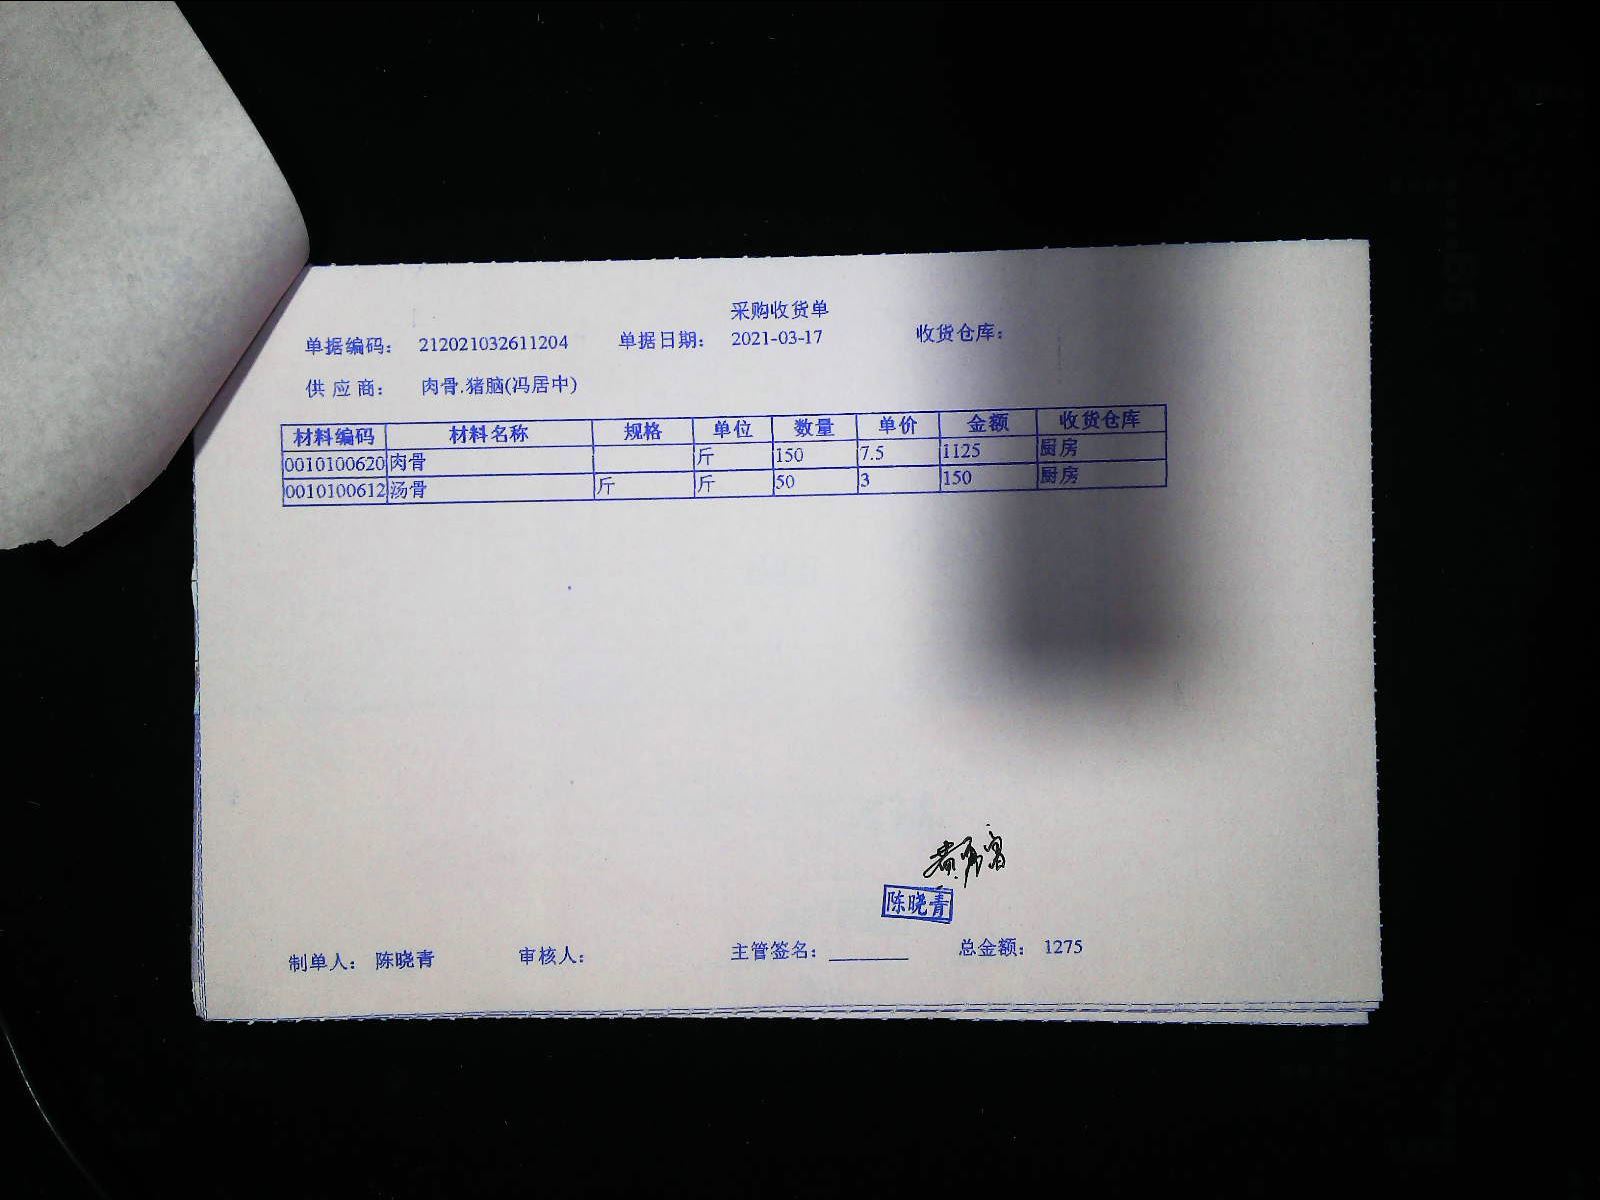 采购收货单
单据编码： 212021032611204 单据日期： 2021-03-17 收货仓库：
供 应 商： 肉骨.猪脑(冯居中)
材料编码 材料名称 规格 单位 数量 单价 金额 收货仓库
0010100620 肉骨 斤 150 7.5 1125 厨房
0010100612 汤骨 斤 斤 50 3 150 厨房
陈晓青
制单人： 陈晓青 审核人： 主管签名：________ 总金额： 1275